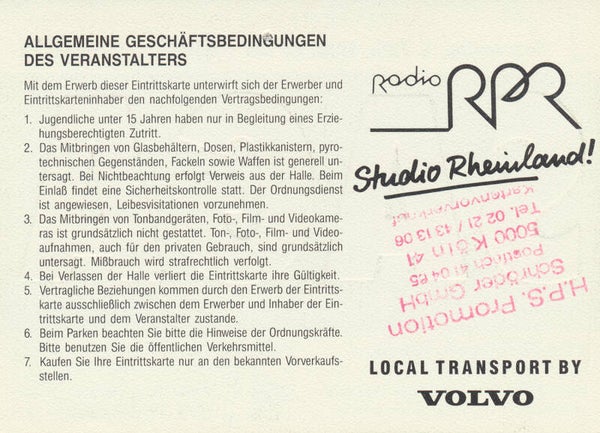 ALLGEMEINE GESCHÄFTSBEDINGUNGEN
DES VERANSTALTERS
Mit dem Erwerb dieser Eintrittskarte unterwirft sich der Erwerber und
Eintrittskarteninhaber den nachfolgenden Vertragsbedingungen:
1. Jugendliche unter 15 Jahren haben nur in Begleitung eines Erzie-
hungsberechtigten Zutritt.
2. Das Mitbringen von Glasbehältern, Dosen, Plastikkanistern, pyro-
technischen Gegenständen, Fackeln sowie Waffen ist generell un-
tersagt. Bei Nichtbeachtung erfolgt Verweis aus der Halle. Beim
Einlaß findet eine Sicherheitskontrolle statt. Der Ordnungsdienst
ist angewiesen, Leibesvisitationen vorzunehmen.
3. Das Mitbringen von Tonbandgeräten, Foto-, Film- und Videokame-
ras ist grundsätzlich nicht gestattet. Ton-, Foto-, Film- und Video-
aufnahmen, auch für den privaten Gebrauch, sind grundsätzlich
untersagt. Mißbrauch wird strafrechtlich verfolgt.
4. Bei Verlassen der Halle verliert die Eintrittskarte ihre Gültigkeit.
5. Vertragliche Beziehungen kommen durch den Erwerb der Eintritts-
karte ausschließlich zwischen dem Erwerber und Inhaber der Ein-
trittskarte und dem Veranstalter zustande.
6. Beim Parken beachten Sie bitte die Hinweise der Ordnungskräfte.
Bitte benutzen Sie die öffentlichen Verkehrsmittel.
7. Kaufen Sie Ihre Eintrittskarte nur an den bekannten Vorverkaufs-
stellen.
Radio
RPR
Studio Rheinland!
H.P.S. Promotion
Schröder GmbH
Postfach 41 04 65
5000 Köln 41
Tel. 02 21 / 43 13 06
Kartenvorverkauf
LOCAL TRANSPORT BY
VOLVO